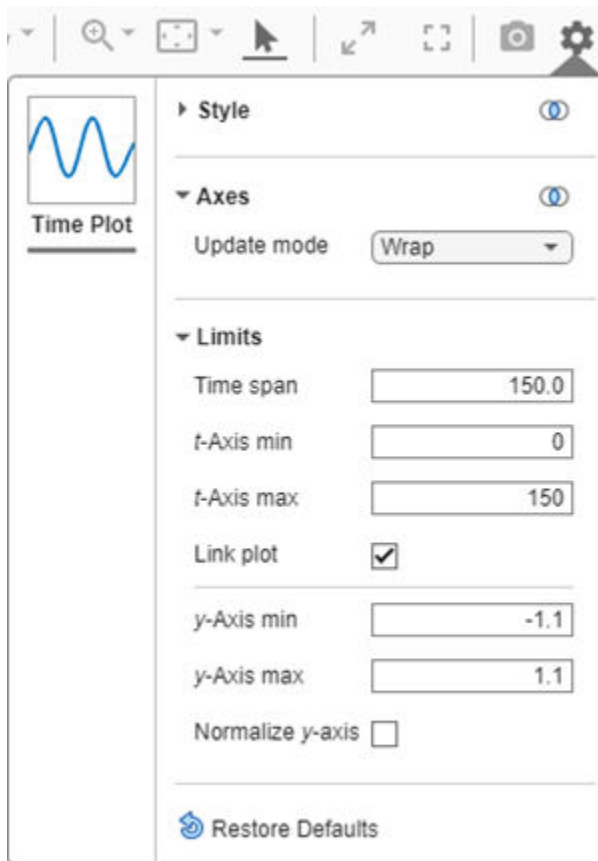 Time Plot
Style
Axes
Update mode Wrap
Limits
Time span 150.0
t-Axis min 0
t-Axis max 150
Link plot
y-Axis min -1.1
y-Axis max 1.1
Normalize y-axis
Restore Defaults